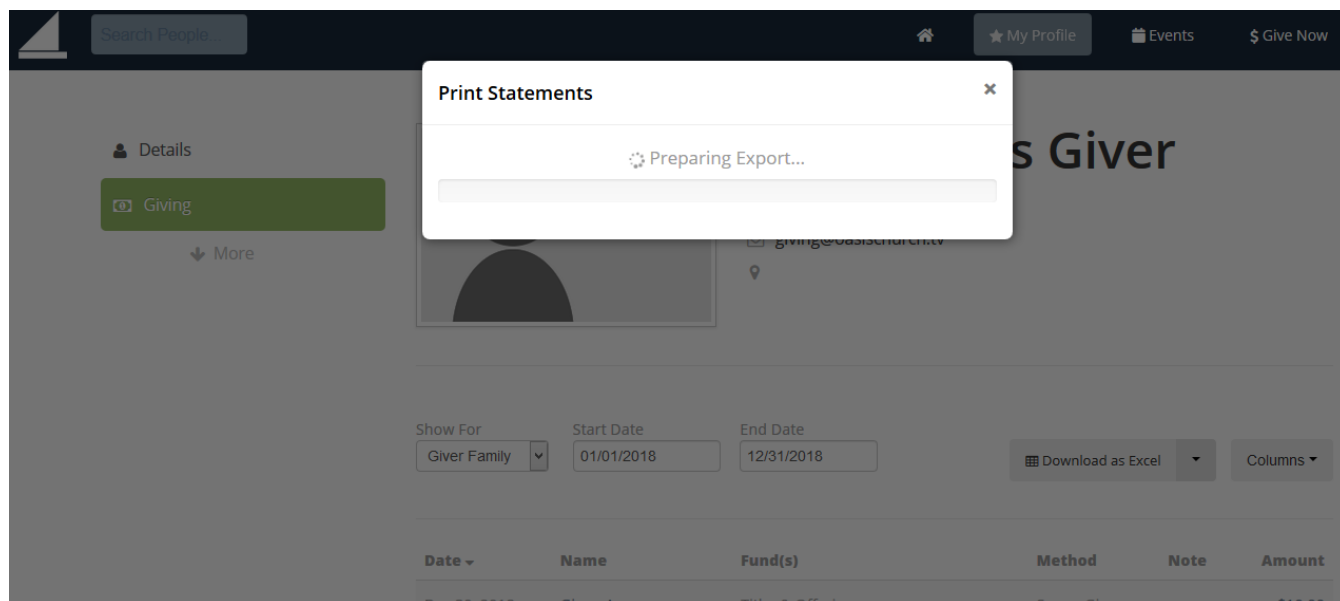 Search People...
My Profile
Events
$ Give Now
Print Statements
×
Preparing Export...
Details
Giving
More
s Giver
giving@oasischurch.tv
Show For
Start Date
End Date
Giver Family
01/01/2018
12/31/2018
Download as Excel
Columns
Date
Name
Fund(s)
Method
Note
Amount